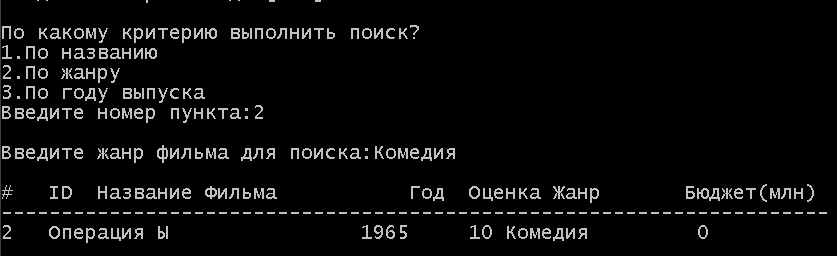 По какому критерию выполнить поиск?
1.По названию
2.По жанру
3.По году выпуска
Введите номер пункта:2
Введите жанр фильма для поиска:Комедия
# ID Название Фильма Год Оценка Жанр Бюджет(млн)
--------------------------------------------------------------------
2 Операция Ы 1965 10 Комедия 0